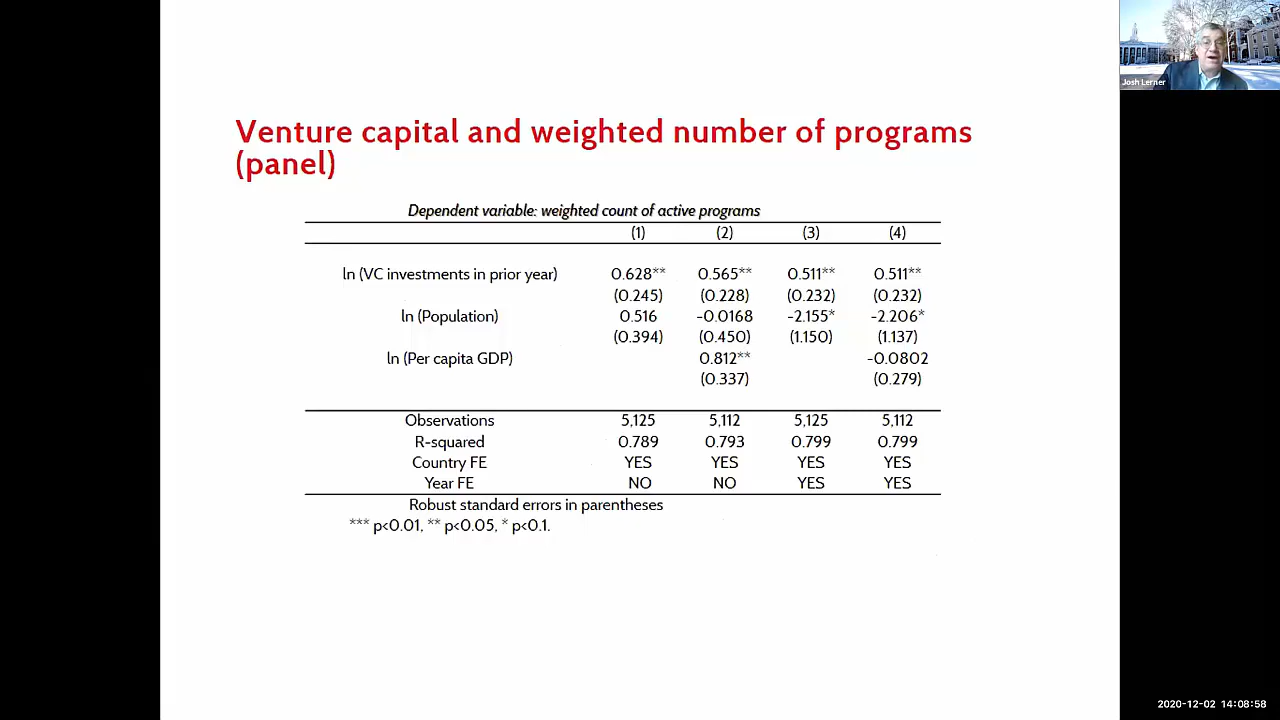 Josh Lerner
Venture capital and weighted number of programs
(panel)
Dependent variable: weighted count of active programs
(1) (2) (3) (4)
ln (VC investments in prior year) 0.628** 0.565** 0.511** 0.511**
(0.245) (0.228) (0.232) (0.232)
ln (Population) 0.516 -0.0168 -2.155* -2.206*
(0.394) (0.450) (1.150) (1.137)
ln (Per capita GDP) 0.812** -0.0802
(0.337) (0.279)
Observations 5,125 5,112 5,125 5,112
R-squared 0.789 0.793 0.799 0.799
Country FE YES YES YES YES
Year FE NO NO YES YES
Robust standard errors in parentheses
*** p<0.01, ** p<0.05, * p<0.1.
2020-12-02 14:08:58